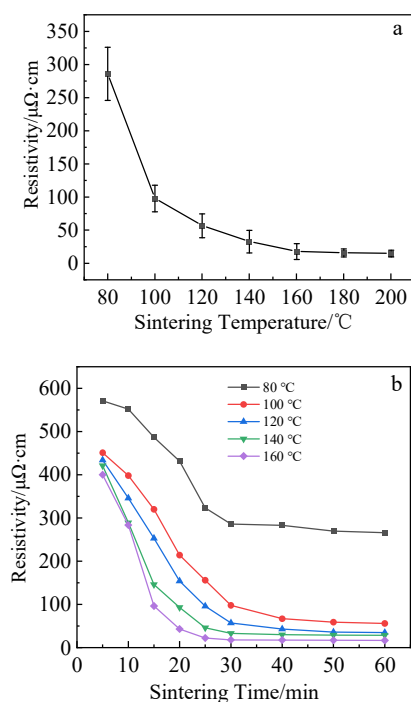 a
Resistivity/μΩ·cm
350
300
250
200
150
100
50
0
80 100 120 140 160 180 200
Sintering Temperature/℃
b
Resistivity/μΩ·cm
600
500
400
300
200
100
0
80 ℃
100 ℃
120 ℃
140 ℃
160 ℃
0 10 20 30 40 50 60
Sintering Time/min